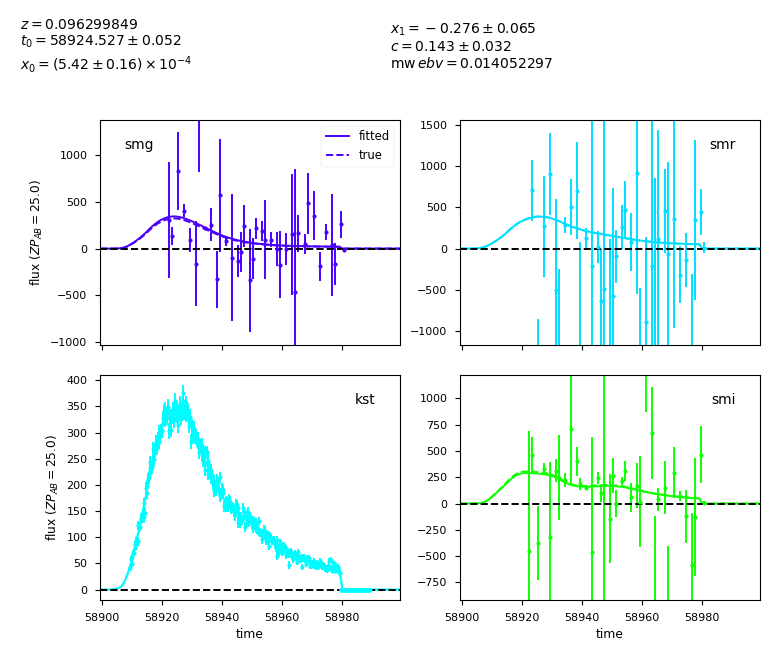 z = 0.096299849
t₀ = 58924.527 ± 0.052
x₀ = (5.42 ± 0.16) × 10⁻⁴
x₁ = −0.276 ± 0.065
c = 0.143 ± 0.032
mw ebv = 0.014052297
smg
fitted
true
1000
500
0
−500
−1000
flux (ZP_AB = 25.0)
smr
1500
1000
500
0
−500
−1000
kst
400
350
300
250
200
150
100
50
0
flux (ZP_AB = 25.0)
58900 58920 58940 58960 58980
time
smi
1000
750
500
250
0
−250
−500
−750
58900 58920 58940 58960 58980
time